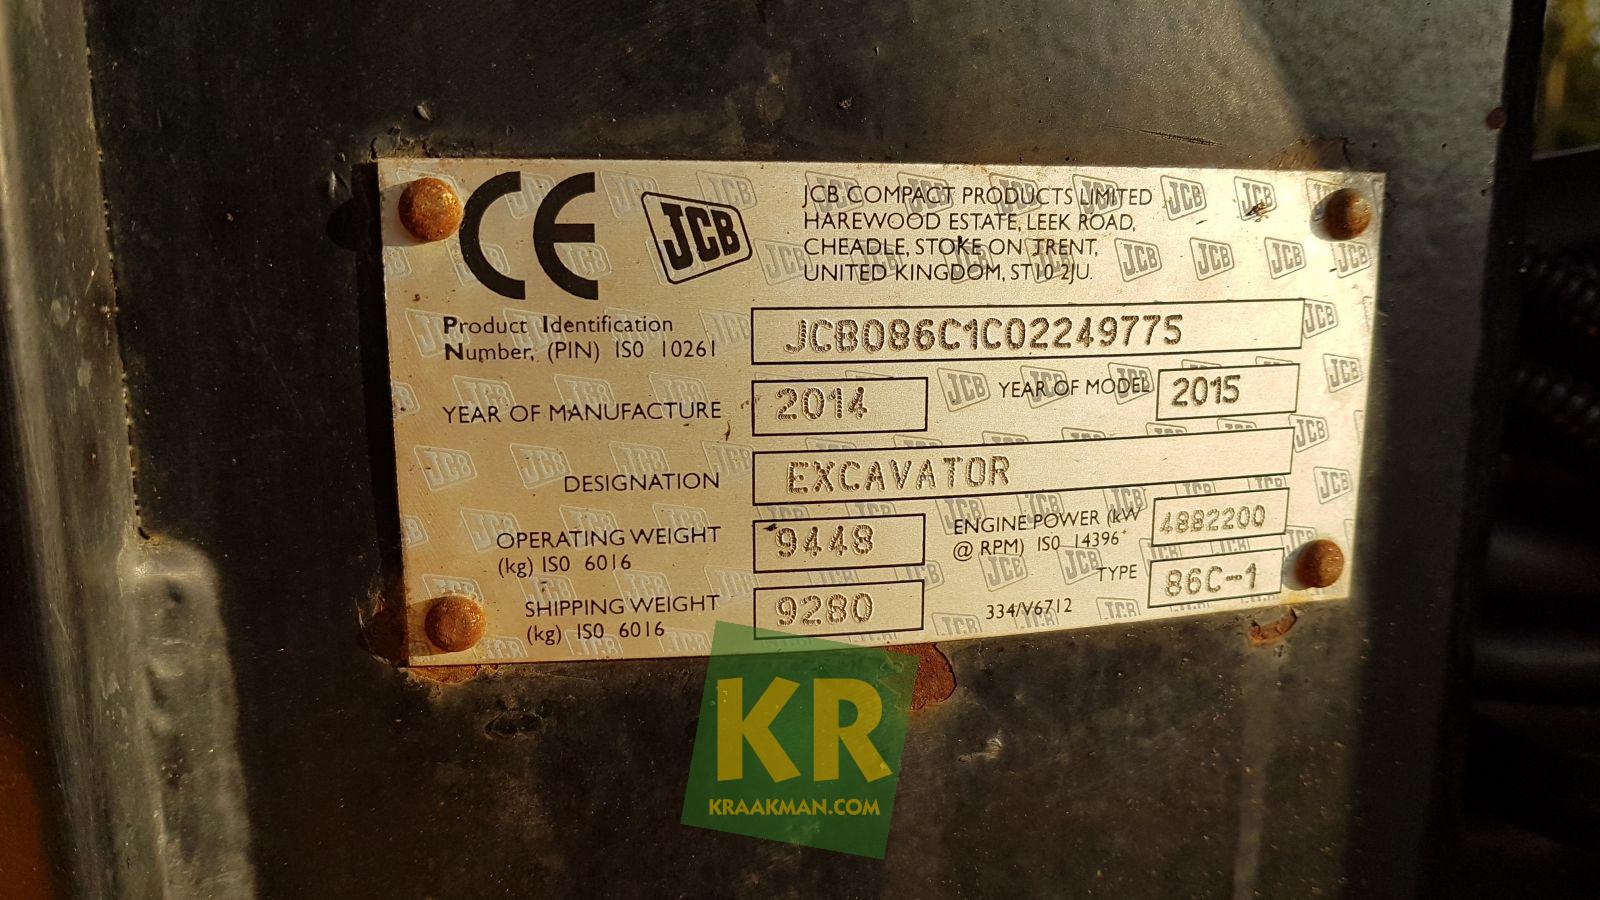 CE JCB
JCB COMPACT PRODUCTS LIMITED
HAREWOOD ESTATE, LEEK ROAD,
CHEADLE, STOKE ON TRENT,
UNITED KINGDOM, ST10 2JU.
Product Identification
Number, (PIN) ISO 10261
JCB086C1C02249775
YEAR OF MANUFACTURE 2014 YEAR OF MODEL 2015
DESIGNATION EXCAVATOR
OPERATING WEIGHT
(kg) ISO 6016
9448
ENGINE POWER (kW
@ RPM) ISO 14396
4882200
SHIPPING WEIGHT
(kg) ISO 6016
9280
TYPE 86C-1
334/V6712
KR
KRAAKMAN.COM